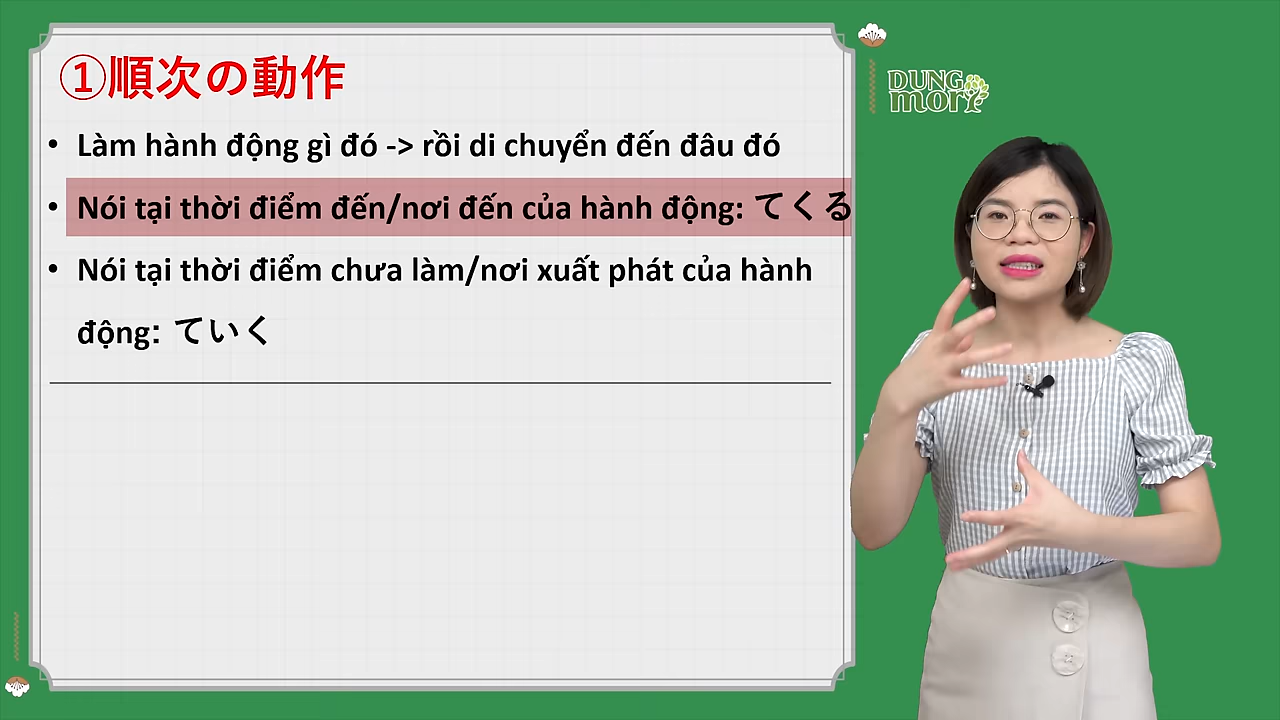 ①順次の動作
• Làm hành động gì đó -> rồi di chuyển đến đâu đó
• Nói tại thời điểm đến/nơi đến của hành động: てくる
• Nói tại thời điểm chưa làm/nơi xuất phát của hành
động: ていく
DUNG
mori